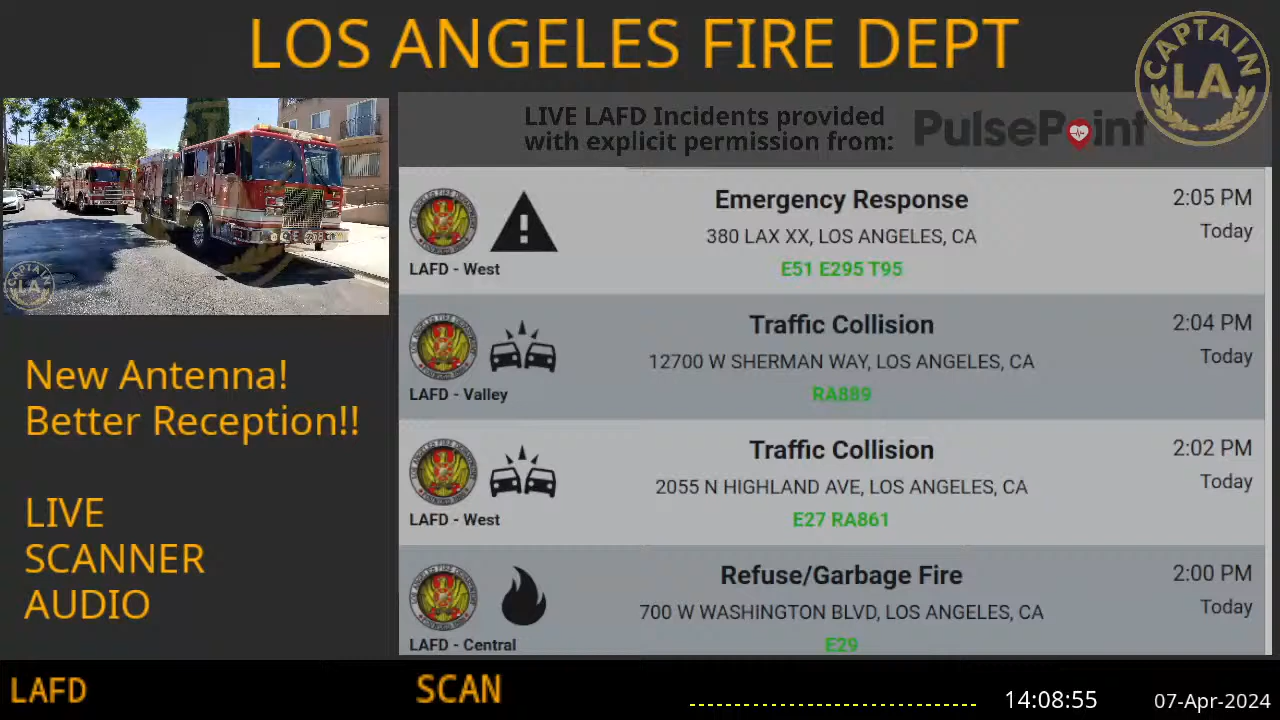 LOS ANGELES FIRE DEPT
CAPTAIN
LA
LIVE LAFD Incidents provided
with explicit permission from:
PulsePoint
Emergency Response
2:05 PM
380 LAX XX, LOS ANGELES, CA
Today
LAFD - West
E51 E295 T95
Traffic Collision
2:04 PM
12700 W SHERMAN WAY, LOS ANGELES, CA
Today
LAFD - Valley
RA889
Traffic Collision
2:02 PM
2055 N HIGHLAND AVE, LOS ANGELES, CA
Today
LAFD - West
E27 RA861
Refuse/Garbage Fire
2:00 PM
700 W WASHINGTON BLVD, LOS ANGELES, CA
Today
LAFD - Central
E29
CAPTAIN
LA
New Antenna!
Better Reception!!
LIVE
SCANNER
AUDIO
LAFD
SCAN
14:08:55
07-Apr-2024